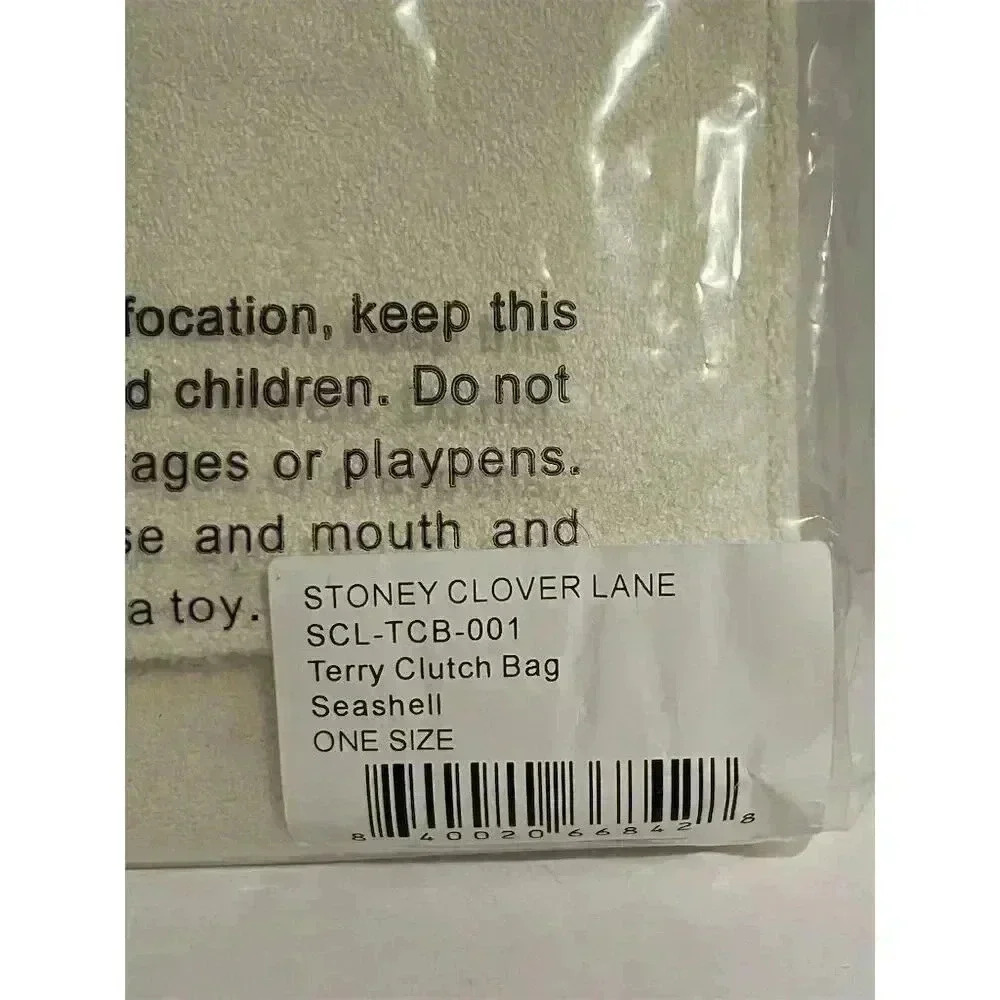 focation, keep this
d children. Do not
ages or playpens.
se and mouth and
a toy.
STONEY CLOVER LANE
SCL-TCB-001
Terry Clutch Bag
Seashell
ONE SIZE
8 40020 66842 8